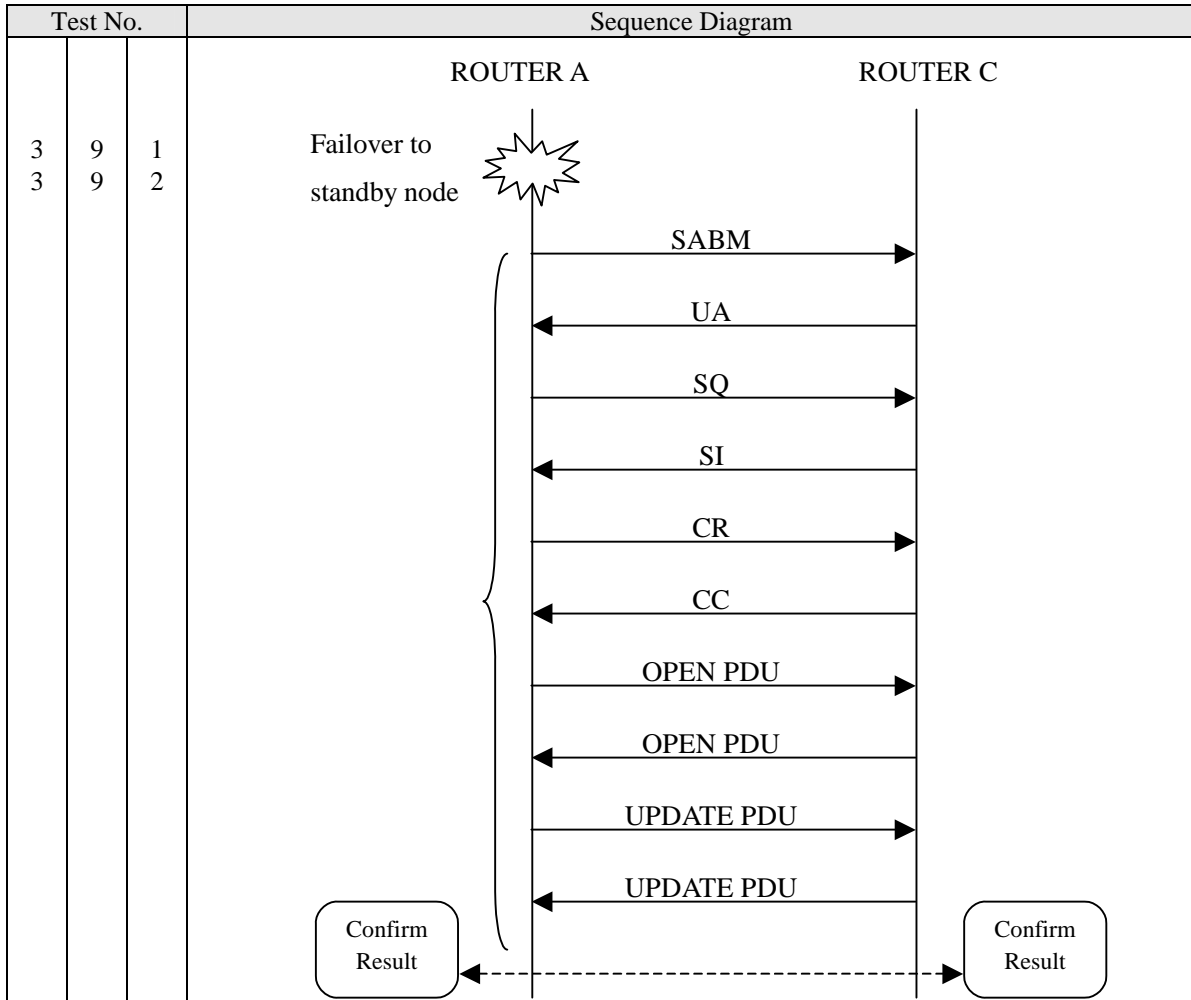 Test No.
Sequence Diagram
ROUTER A
ROUTER C
3 9 1
3 9 2
Failover to
standby node
SABM
UA
SQ
SI
CR
CC
OPEN PDU
OPEN PDU
UPDATE PDU
UPDATE PDU
Confirm
Result
Confirm
Result